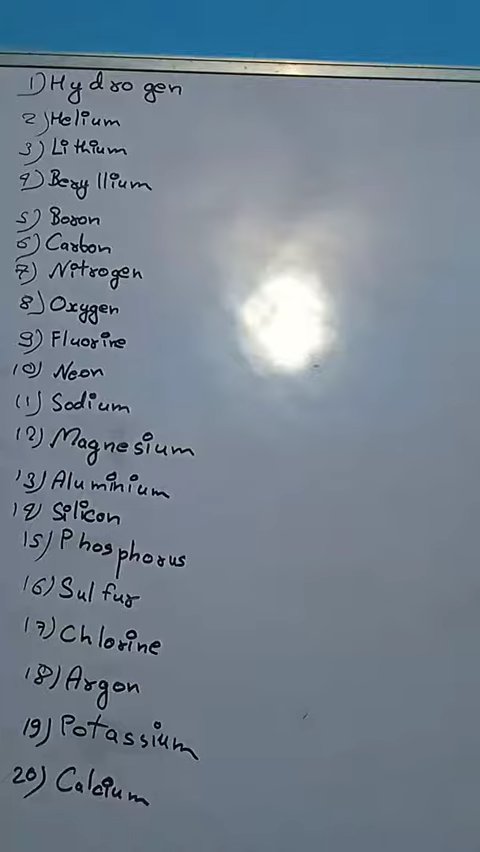 1) Hydrogen
2) Helium
3) Lithium
4) Beryllium
5) Boron
6) Carbon
7) Nitrogen
8) Oxygen
9) Fluorine
10) Neon
11) Sodium
12) Magnesium
13) Aluminium
14) Silicon
15) Phosphorus
16) Sulfur
17) Chlorine
18) Argon
19) Potassium
20) Calcium